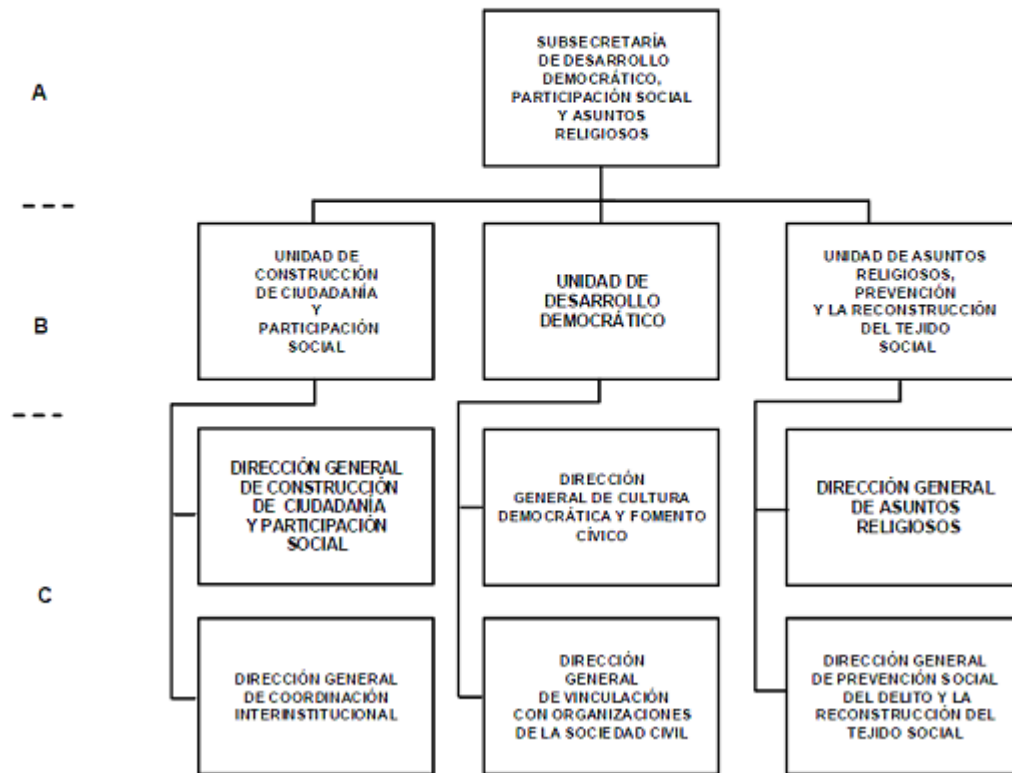 A
SUBSECRETARÍA
DE DESARROLLO
DEMOCRÁTICO,
PARTICIPACIÓN SOCIAL
Y ASUNTOS
RELIGIOSOS
B
UNIDAD DE
CONSTRUCCIÓN
DE CIUDADANÍA
Y
PARTICIPACIÓN
SOCIAL
UNIDAD DE
DESARROLLO
DEMOCRÁTICO
UNIDAD DE ASUNTOS
RELIGIOSOS,
PREVENCIÓN
Y LA RECONSTRUCCIÓN
DEL TEJIDO
SOCIAL
C
DIRECCIÓN GENERAL
DE CONSTRUCCIÓN
DE CIUDADANÍA
Y PARTICIPACIÓN
SOCIAL
DIRECCIÓN
GENERAL DE CULTURA
DEMOCRÁTICA Y FOMENTO
CÍVICO
DIRECCIÓN GENERAL
DE ASUNTOS
RELIGIOSOS
DIRECCIÓN GENERAL
DE COORDINACIÓN
INTERINSTITUCIONAL
DIRECCIÓN
GENERAL
DE VINCULACIÓN
CON ORGANIZACIONES
DE LA SOCIEDAD CIVIL
DIRECCIÓN GENERAL
DE PREVENCIÓN SOCIAL
DEL DELITO Y LA
RECONSTRUCCIÓN DEL
TEJIDO SOCIAL